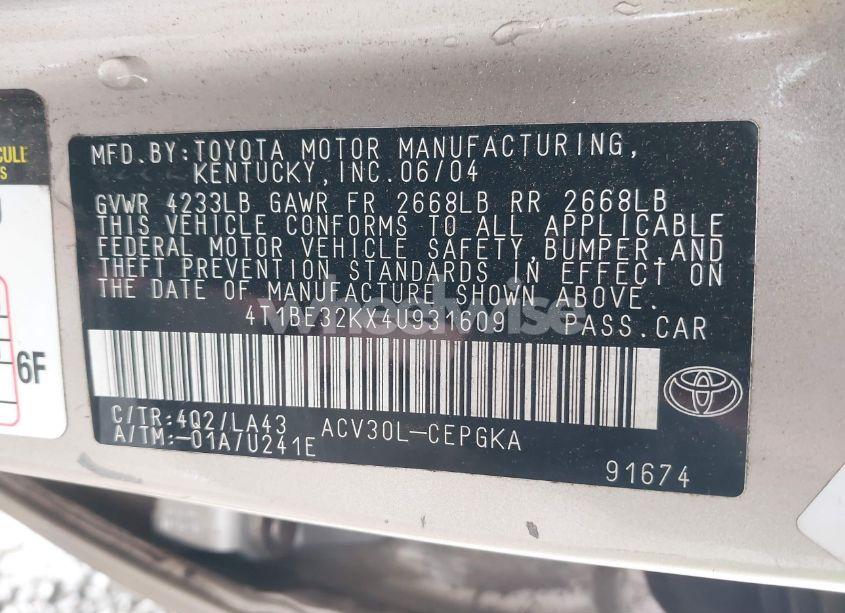 CULE
S
MFD.BY:TOYOTA MOTOR MANUFACTURING,
KENTUCKY,INC.06/04
GVWR 4233LB GAWR FR 2668LB RR 2668LB
THIS VEHICLE CONFORMS TO ALL APPLICABLE
FEDERAL MOTOR VEHICLE SAFETY,BUMPER,AND
THEFT PREVENTION STANDARDS IN EFFECT ON
THE DATE OF MANUFACTURE SHOWN ABOVE.
4T1BE32KX4U931609 PASS.CAR
6F
C/TR:4Q2/LA43 ACV30L-CEPGKA
A/TM:-01A/U241E
91674